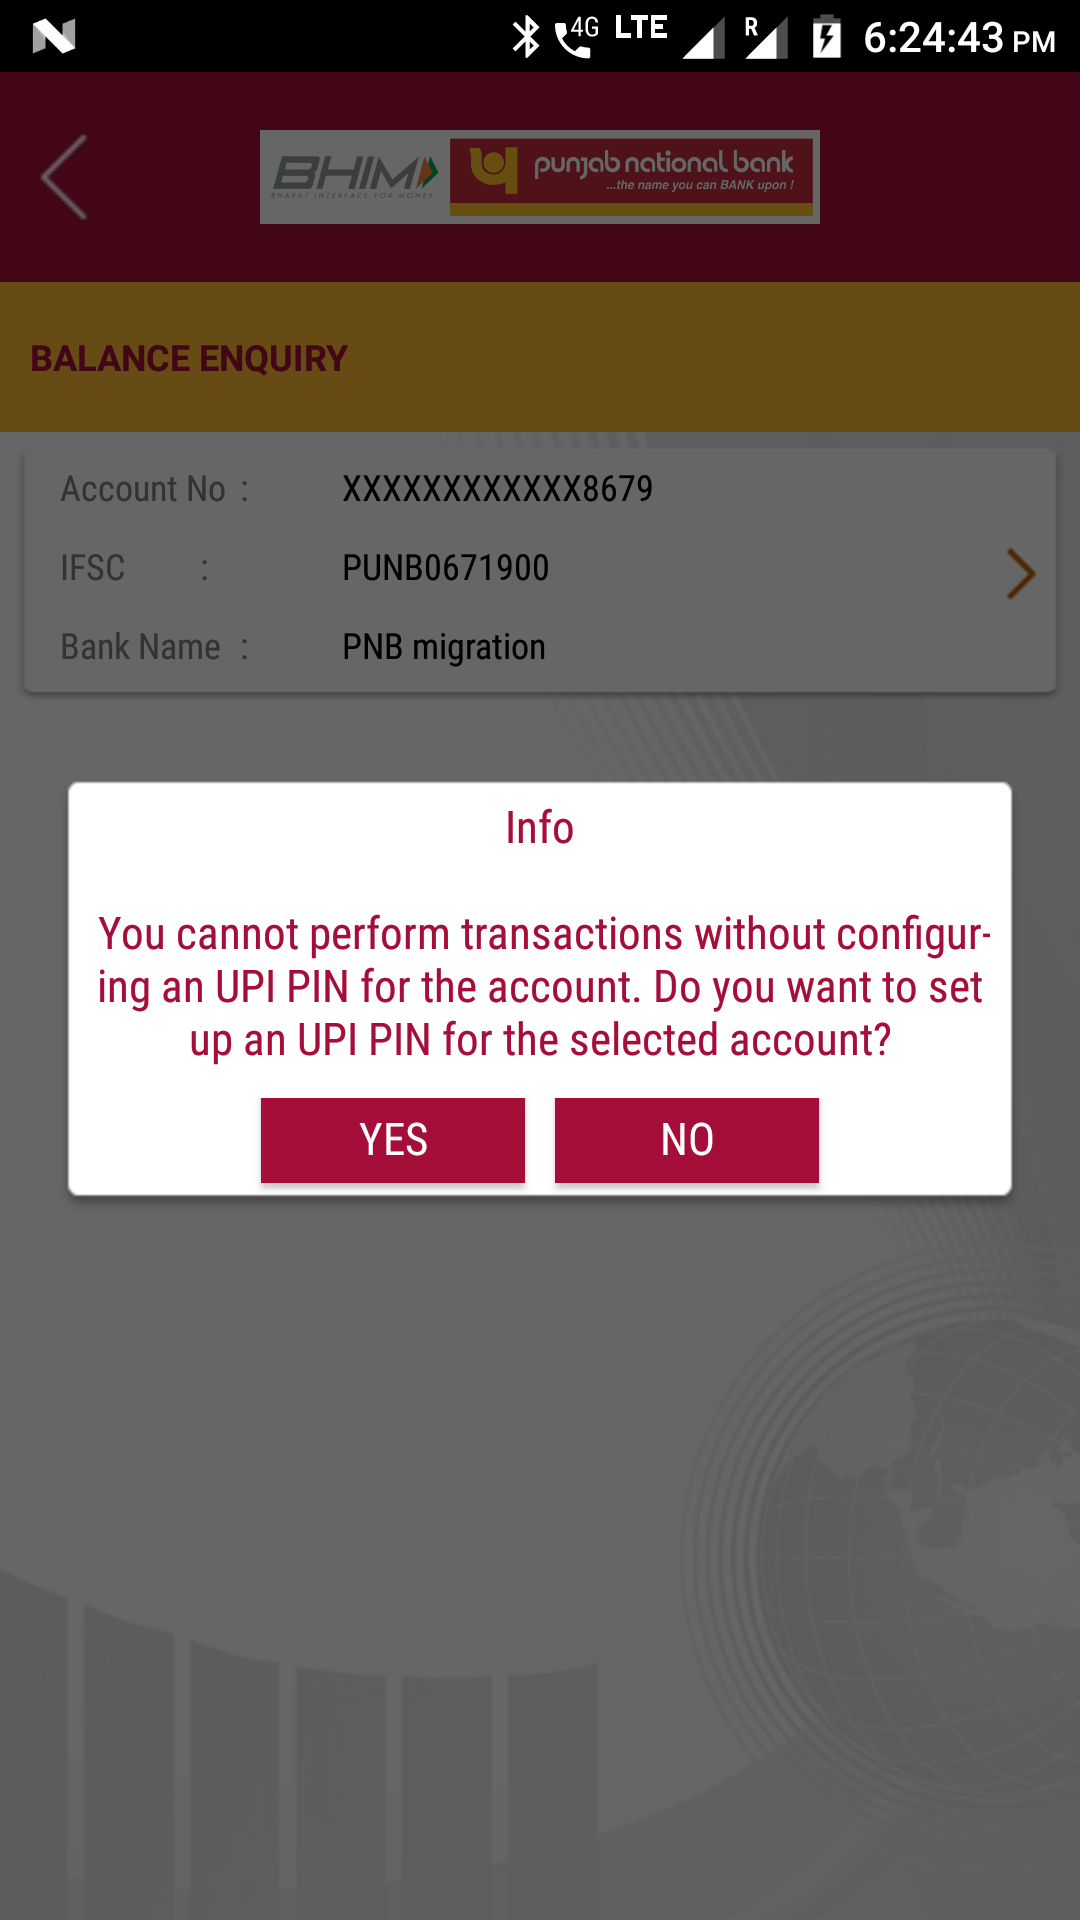 4G LTE R 6:24:43 PM
BHIM punjab national bank
BHARAT INTERFACE FOR MONEY ...the name you can BANK upon !
BALANCE ENQUIRY
Account No : XXXXXXXXXXXX8679
IFSC : PUNB0671900
Bank Name : PNB migration
Info
You cannot perform transactions without configur-
ing an UPI PIN for the account. Do you want to set
up an UPI PIN for the selected account?
YES NO